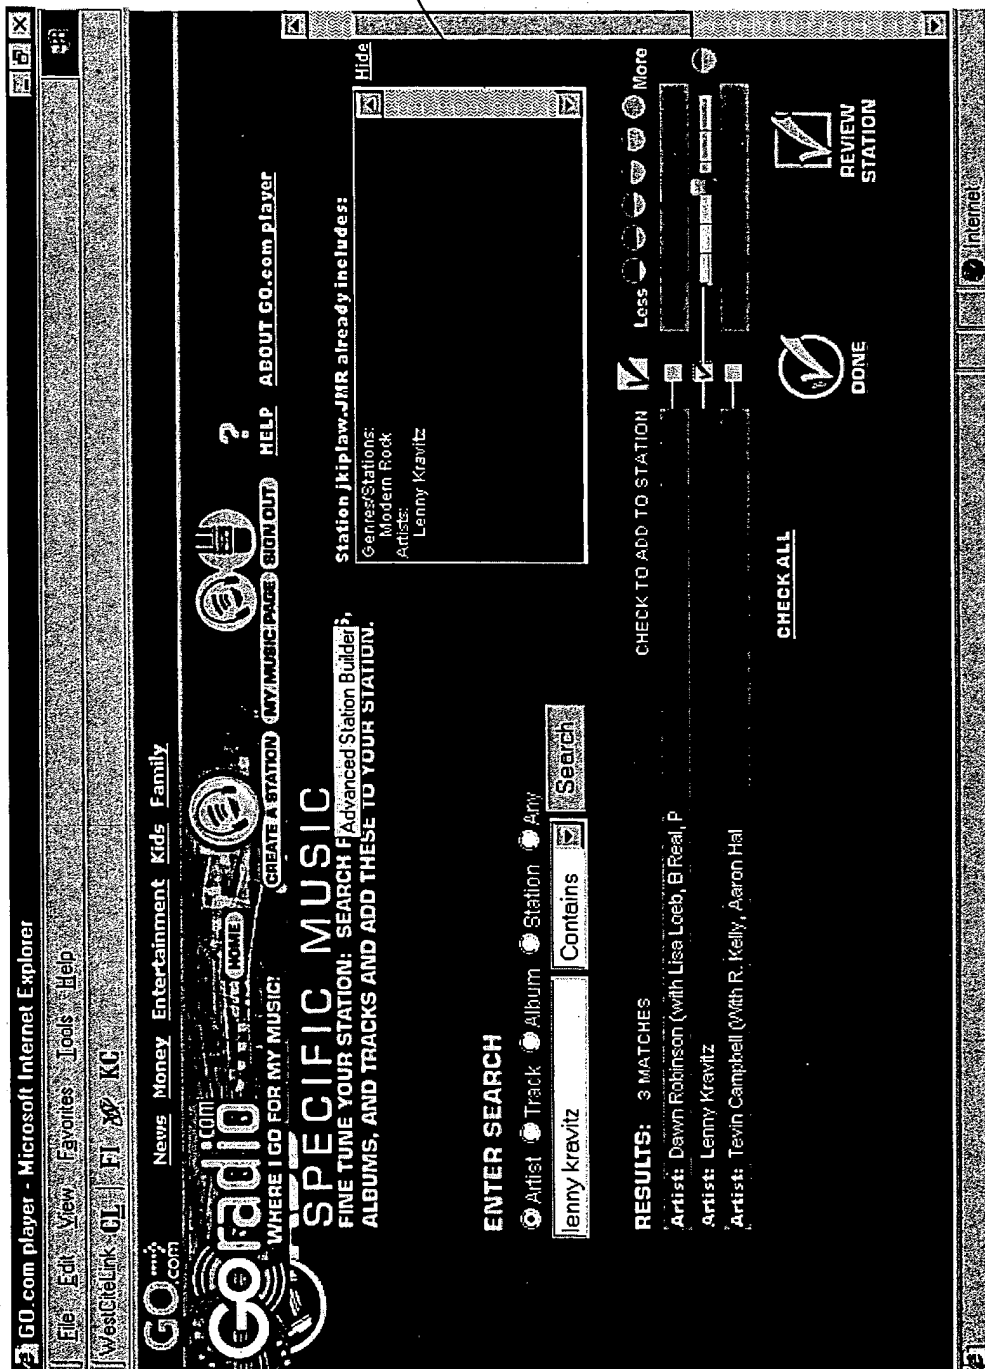 GO.com player - Microsoft Internet Explorer
File Edit View Favorites Tools Help
WestCiteLink CL FI KC
GO.com News Money Entertainment Kids Family
GO radio.com
HOME CREATE A STATION MY MUSIC PAGE SIGN OUT HELP ABOUT GO.com player
?
WHERE I GO FOR MY MUSIC!
SPECIFIC MUSIC
FINE TUNE YOUR STATION: SEARCH F
Advanced Station Builder
ALBUMS, AND TRACKS AND ADD THESE TO YOUR STATION.
Station jkiplaw.JMR already includes:
Hide
Genres/Stations:
Modern Rock
Artists:
Lenny Kravitz
ENTER SEARCH
Artist Track Album Station Any
lenny kravitz Contains Search
RESULTS: 3 MATCHES CHECK TO ADD TO STATION Less More
Artist: Dawn Robinson (with Lisa Loeb, B Real, P
Artist: Lenny Kravitz
Artist: Tevin Campbell (With R. Kelly, Aaron Hal
CHECK ALL
DONE
REVIEW
STATION
Internet